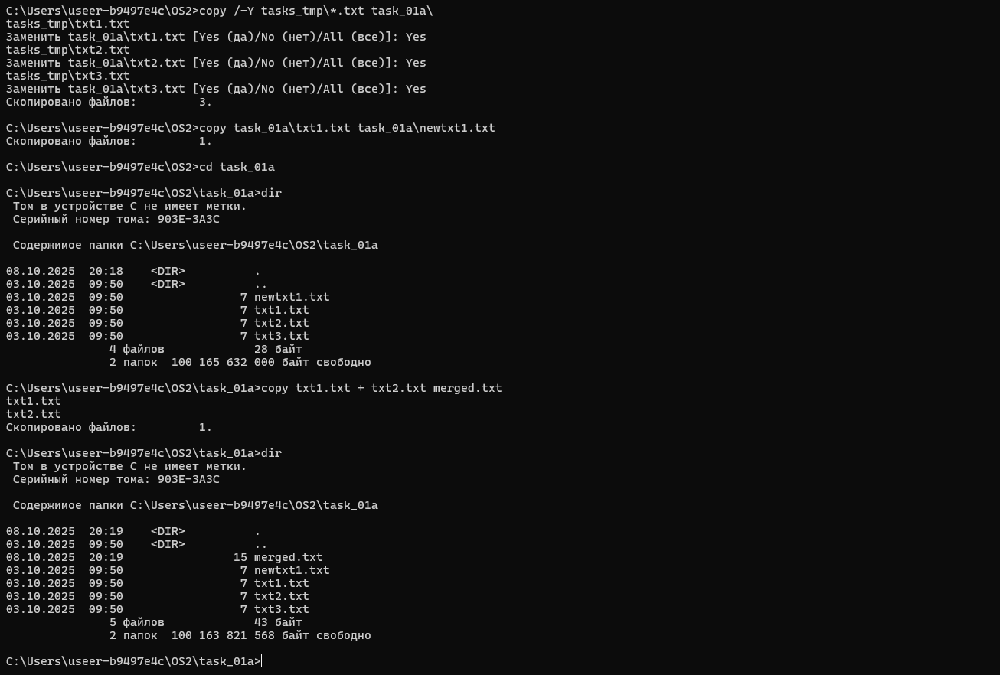 C:\Users\useer-b9497e4c\OS2>copy /-Y tasks_tmp\*.txt task_01a\
tasks_tmp\txt1.txt
Заменить task_01a\txt1.txt [Yes (да)/No (нет)/All (все)]: Yes
tasks_tmp\txt2.txt
Заменить task_01a\txt2.txt [Yes (да)/No (нет)/All (все)]: Yes
tasks_tmp\txt3.txt
Заменить task_01a\txt3.txt [Yes (да)/No (нет)/All (все)]: Yes
Скопировано файлов:         3.

C:\Users\useer-b9497e4c\OS2>copy task_01a\txt1.txt task_01a\newtxt1.txt
Скопировано файлов:         1.

C:\Users\useer-b9497e4c\OS2>cd task_01a

C:\Users\useer-b9497e4c\OS2\task_01a>dir
 Том в устройстве C не имеет метки.
 Серийный номер тома: 903E-3A3C

 Содержимое папки C:\Users\useer-b9497e4c\OS2\task_01a

08.10.2025  20:18    <DIR>          .
03.10.2025  09:50    <DIR>          ..
03.10.2025  09:50                 7 newtxt1.txt
03.10.2025  09:50                 7 txt1.txt
03.10.2025  09:50                 7 txt2.txt
03.10.2025  09:50                 7 txt3.txt
               4 файлов             28 байт
               2 папок  100 165 632 000 байт свободно

C:\Users\useer-b9497e4c\OS2\task_01a>copy txt1.txt + txt2.txt merged.txt
txt1.txt
txt2.txt
Скопировано файлов:         1.

C:\Users\useer-b9497e4c\OS2\task_01a>dir
 Том в устройстве C не имеет метки.
 Серийный номер тома: 903E-3A3C

 Содержимое папки C:\Users\useer-b9497e4c\OS2\task_01a

08.10.2025  20:19    <DIR>          .
03.10.2025  09:50    <DIR>          ..
08.10.2025  20:19                15 merged.txt
03.10.2025  09:50                 7 newtxt1.txt
03.10.2025  09:50                 7 txt1.txt
03.10.2025  09:50                 7 txt2.txt
03.10.2025  09:50                 7 txt3.txt
               5 файлов             43 байт
               2 папок  100 163 821 568 байт свободно

C:\Users\useer-b9497e4c\OS2\task_01a>